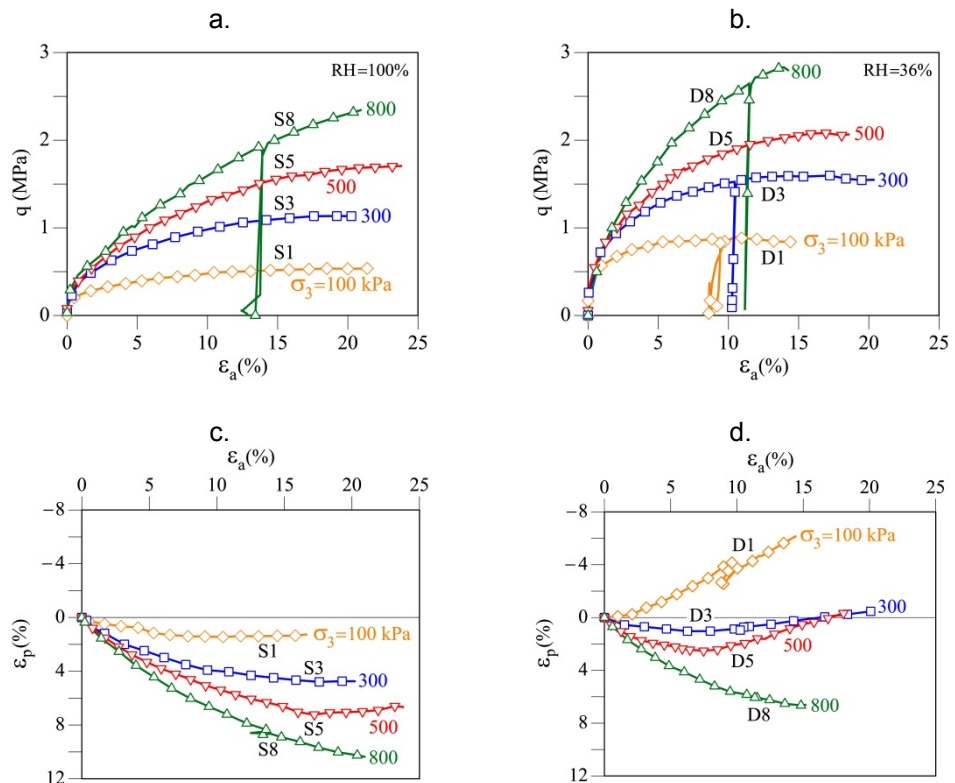 a.
3
2
1
0
q (MPa)
0 5 10 15 20 25
εa(%)
RH=100%
S8
800
S5
500
S3
300
S1
σ3=100 kPa
b.
3
2
1
0
q (MPa)
0 5 10 15 20 25
εa(%)
RH=36%
D8
800
D5
500
300
D3
D1
σ3=100 kPa
c.
εa(%)
0 5 10 15 20 25
−8
−4
0
4
8
12
εp(%)
σ3=100 kPa
S1
S3
300
S5
500
S8
800
d.
εa(%)
0 5 10 15 20 25
−8
−4
0
4
8
12
εp(%)
D1
σ3=100 kPa
D3
300
D5
500
D8
800